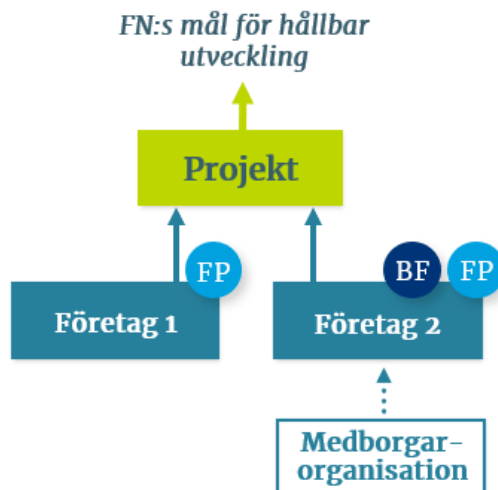 FN:s mål för hållbar
utveckling
Projekt
FP
BF FP
Företag 1
Företag 2
Medborgar-
organisation